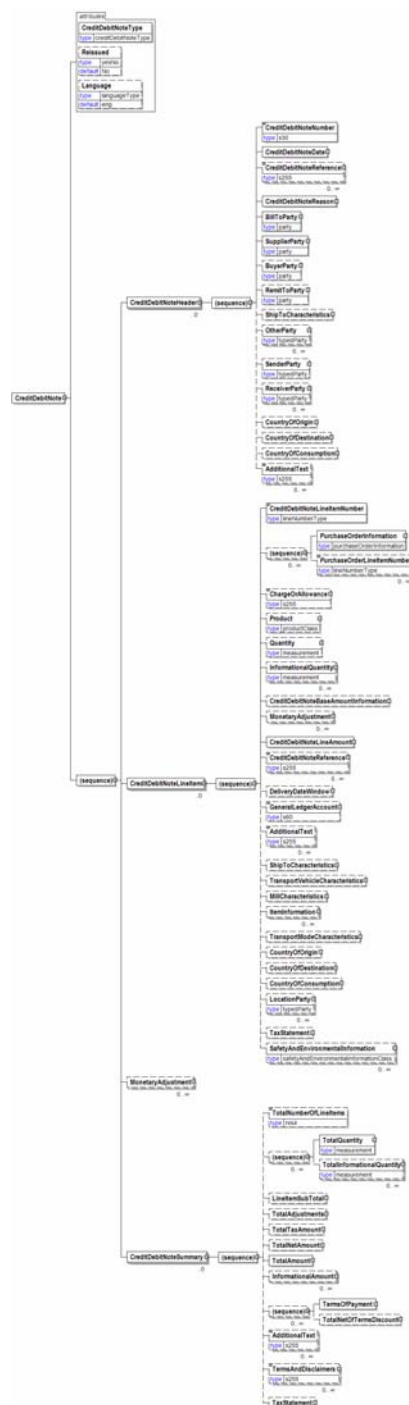 attributes
CreditDebitNoteType
type creditDebitNoteType
Reissued
type yesNo
default No
Language
type languageType
default eng
CreditDebitNote
(sequence)
CreditDebitNoteHeader
(sequence)
CreditDebitNoteNumber
type s30
CreditDebitNoteDate
CreditDebitNoteReference
type s255
0.. ∞
CreditDebitNoteReason
BillToParty
type party
SupplierParty
type party
BuyerParty
type party
RemitToParty
type party
ShipToCharacteristics
OtherParty
type typedParty
0.. ∞
SenderParty
type typedParty
ReceiverParty
type typedParty
0.. ∞
CountryOfOrigin
CountryOfDestination
CountryOfConsumption
AdditionalText
type s255
0.. ∞
CreditDebitNoteLineItem
(sequence)
CreditDebitNoteLineItemNumber
type lineNumberType
(sequence)
0.. ∞
PurchaseOrderInformation
type purchaseOrderInformation
PurchaseOrderLineItemNumber
type lineNumberType
0.. ∞
ChargeOrAllowance
type s255
Product
type productClass
Quantity
type measurement
InformationalQuantity
type measurement
0.. ∞
CreditDebitNoteBaseAmountInformation
MonetaryAdjustment
0.. ∞
CreditDebitNoteLineAmount
CreditDebitNoteReference
type s255
0.. ∞
DeliveryDateWindow
GeneralLedgerAccount
type s60
AdditionalText
type s255
0.. ∞
ShipToCharacteristics
TransportVehicleCharacteristics
MillCharacteristics
ItemInformation
0.. ∞
TransportModeCharacteristics
CountryOfOrigin
CountryOfDestination
CountryOfConsumption
LocationParty
type typedParty
0.. ∞
TaxStatement
SafetyAndEnvironmentalInformation
type safetyAndEnvironmentalInformationClass
0.. ∞
MonetaryAdjustment
0.. ∞
CreditDebitNoteSummary
(sequence)
TotalNumberOfLineItems
(sequence)
0.. ∞
TotalQuantity
type measurement
TotalInformationalQuantity
type measurement
0.. ∞
LineItemSubTotal
TotalAdjustments
TotalTaxAmount
TotalNetAmount
TotalAmount
InformationalAmount
0.. ∞
(sequence)
0.. ∞
TermsOfPayment
TotalNetOfTermsDiscount
AdditionalText
type s255
0.. ∞
TermsAndDisclaimers
type s255
0.. ∞
TaxStatement